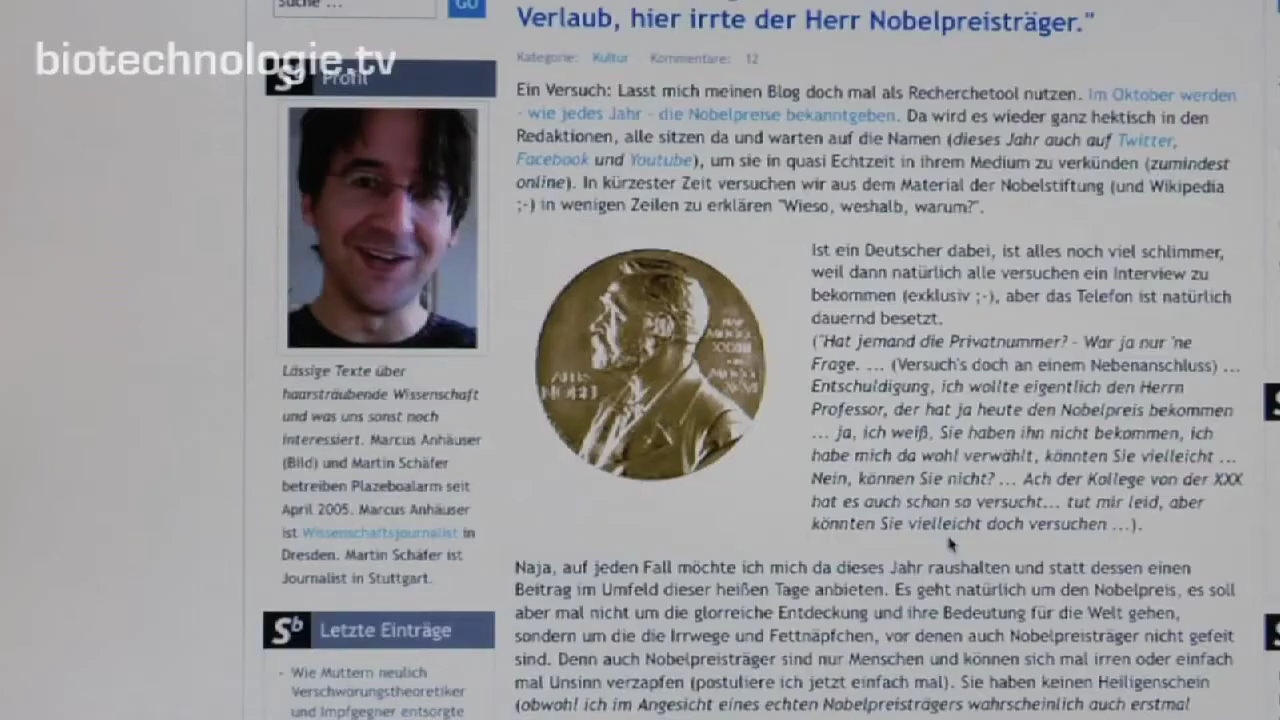 biotechnologie.tv
Suche ...
GO
Sb Profil
Lässige Texte über
haarsträubende Wissenschaft
und was uns sonst noch
interessiert. Marcus Anhäuser
(Bild) und Martin Schäfer
betreiben Plazeboalarm seit
April 2005. Marcus Anhäuser
ist Wissenschaftsjournalist in
Dresden. Martin Schäfer ist
Journalist in Stuttgart.
Sb Letzte Einträge
- Wie Muttern neulich
Verschwörungstheoretiker
und Impfgegner entsorgte
Verlaub, hier irrte der Herr Nobelpreisträger."
Kategorie: Kultur Kommentare: 12
Ein Versuch: Lasst mich meinen Blog doch mal als Recherchetool nutzen. Im Oktober werden
- wie jedes Jahr - die Nobelpreise bekanntgeben. Da wird es wieder ganz hektisch in den
Redaktionen, alle sitzen da und warten auf die Namen (dieses Jahr auch auf Twitter,
Facebook und Youtube), um sie in quasi Echtzeit in ihrem Medium zu verkünden (zumindest
online). In kürzester Zeit versuchen wir aus dem Material der Nobelstiftung (und Wikipedia
;-) in wenigen Zeilen zu erklären "Wieso, weshalb, warum?".
Ist ein Deutscher dabei, ist alles noch viel schlimmer,
weil dann natürlich alle versuchen ein Interview zu
bekommen (exklusiv ;-), aber das Telefon ist natürlich
dauernd besetzt.
("Hat jemand die Privatnummer? - War ja nur 'ne
Frage. ... (Versuch's doch an einem Nebenanschluss) ...
Entschuldigung, ich wollte eigentlich den Herrn
Professor, der hat ja heute den Nobelpreis bekommen
... ja, ich weiß, Sie haben ihn nicht bekommen, ich
habe mich da wohl verwählt, könnten Sie vielleicht ...
Nein, können Sie nicht? ... Ach der Kollege von der XXX
hat es auch schon so versucht... tut mir leid, aber
könnten Sie vielleicht doch versuchen ...).
Naja, auf jeden Fall möchte ich mich da dieses Jahr raushalten und statt dessen einen
Beitrag im Umfeld dieser heißen Tage anbieten. Es geht natürlich um den Nobelpreis, es soll
aber mal nicht um die glorreiche Entdeckung und ihre Bedeutung für die Welt gehen,
sondern um die die Irrwege und Fettnäpfchen, vor denen auch Nobelpreisträger nicht gefeit
sind. Denn auch Nobelpreisträger sind nur Menschen und können sich mal irren oder einfach
mal Unsinn verzapfen (postuliere ich jetzt einfach mal). Sie haben keinen Heiligenschein
(obwohl ich im Angesicht eines echten Nobelpreisträgers wahrscheinlich auch erstmal